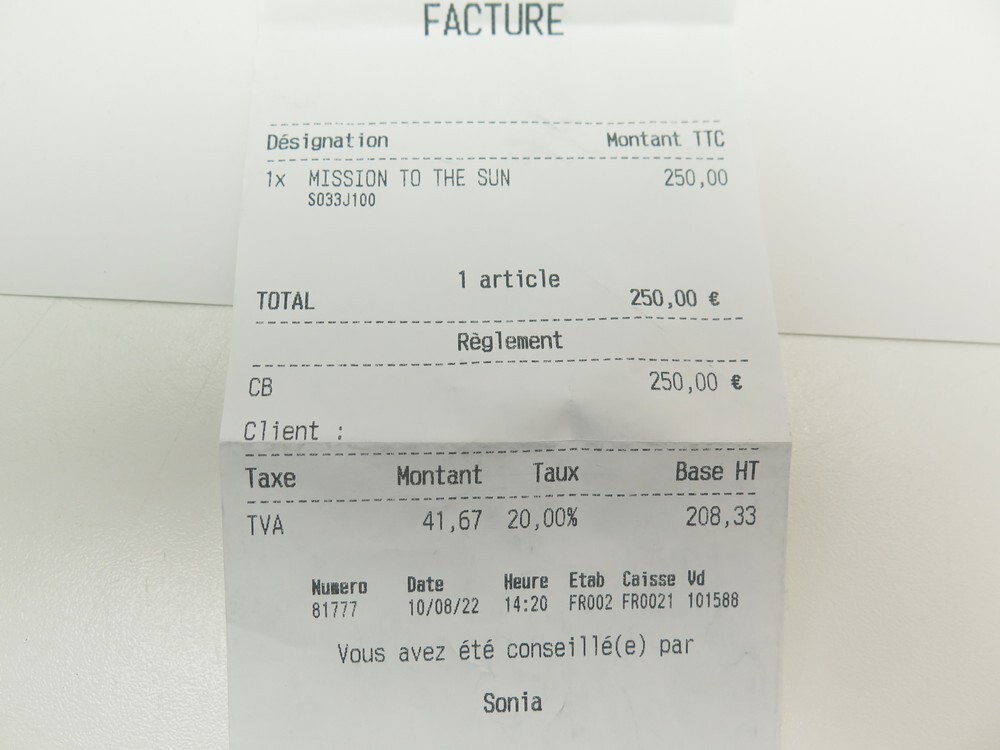 FACTURE
Désignation Montant TTC
1x MISSION TO THE SUN 250,00
S033J100
1 article
TOTAL 250,00 €
Règlement
CB 250,00 €
Client :
Taxe Montant Taux Base HT
TVA 41,67 20,00% 208,33
Numero Date Heure Etab Caisse Vd
81777 10/08/22 14:20 FR002 FR0021 101588
Vous avez été conseillé(e) par
Sonia